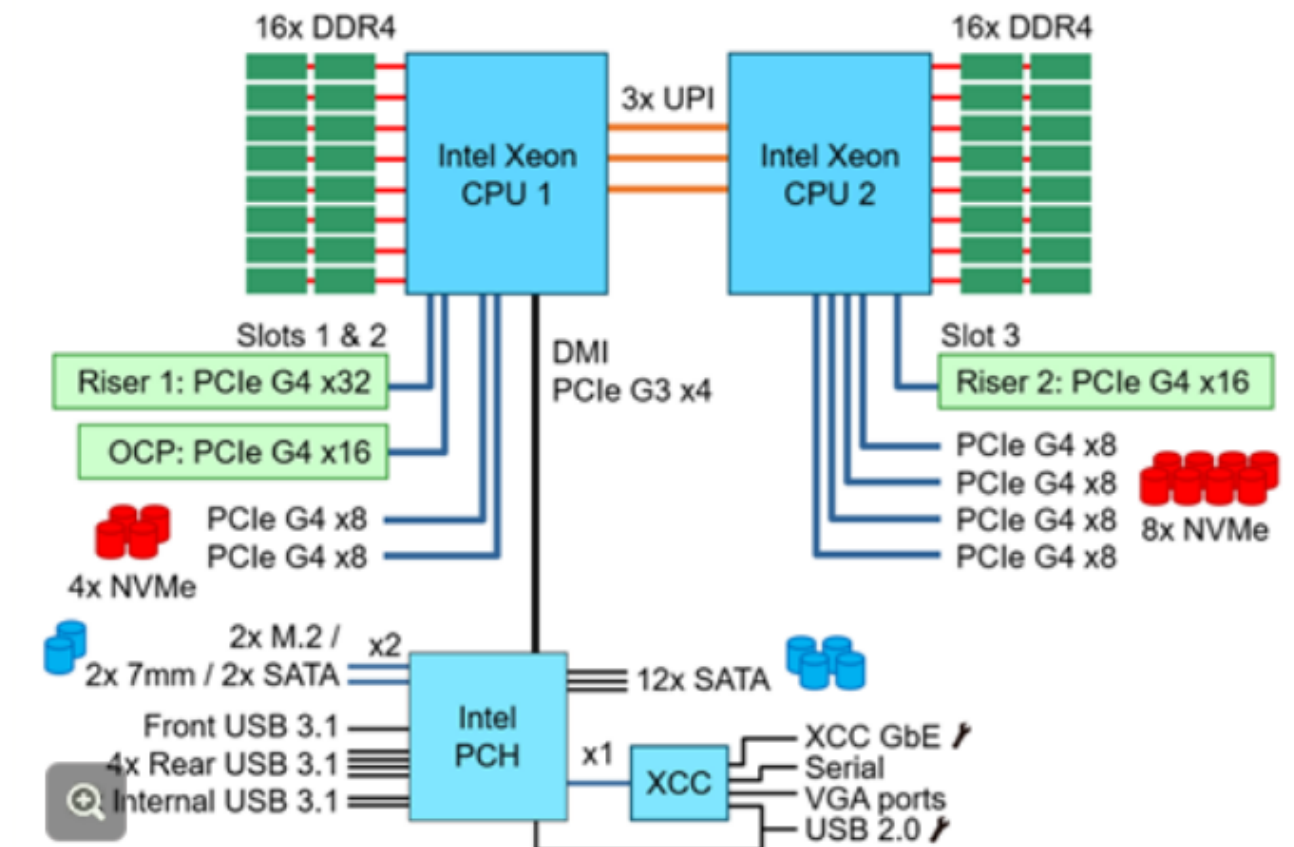 16x DDR4
16x DDR4
3x UPI
Intel Xeon
CPU 1
Intel Xeon
CPU 2
Slots 1 & 2
Riser 1: PCIe G4 x32
OCP: PCIe G4 x16
DMI
PCIe G3 x4
Slot 3
Riser 2: PCIe G4 x16
PCIe G4 x8
PCIe G4 x8
PCIe G4 x8
PCIe G4 x8
8x NVMe
PCIe G4 x8
PCIe G4 x8
4x NVMe
2x M.2 /
2x 7mm / 2x SATA
x2
12x SATA
Front USB 3.1
4x Rear USB 3.1
Internal USB 3.1
Intel
PCH
x1
XCC
XCC GbE
Serial
VGA ports
USB 2.0